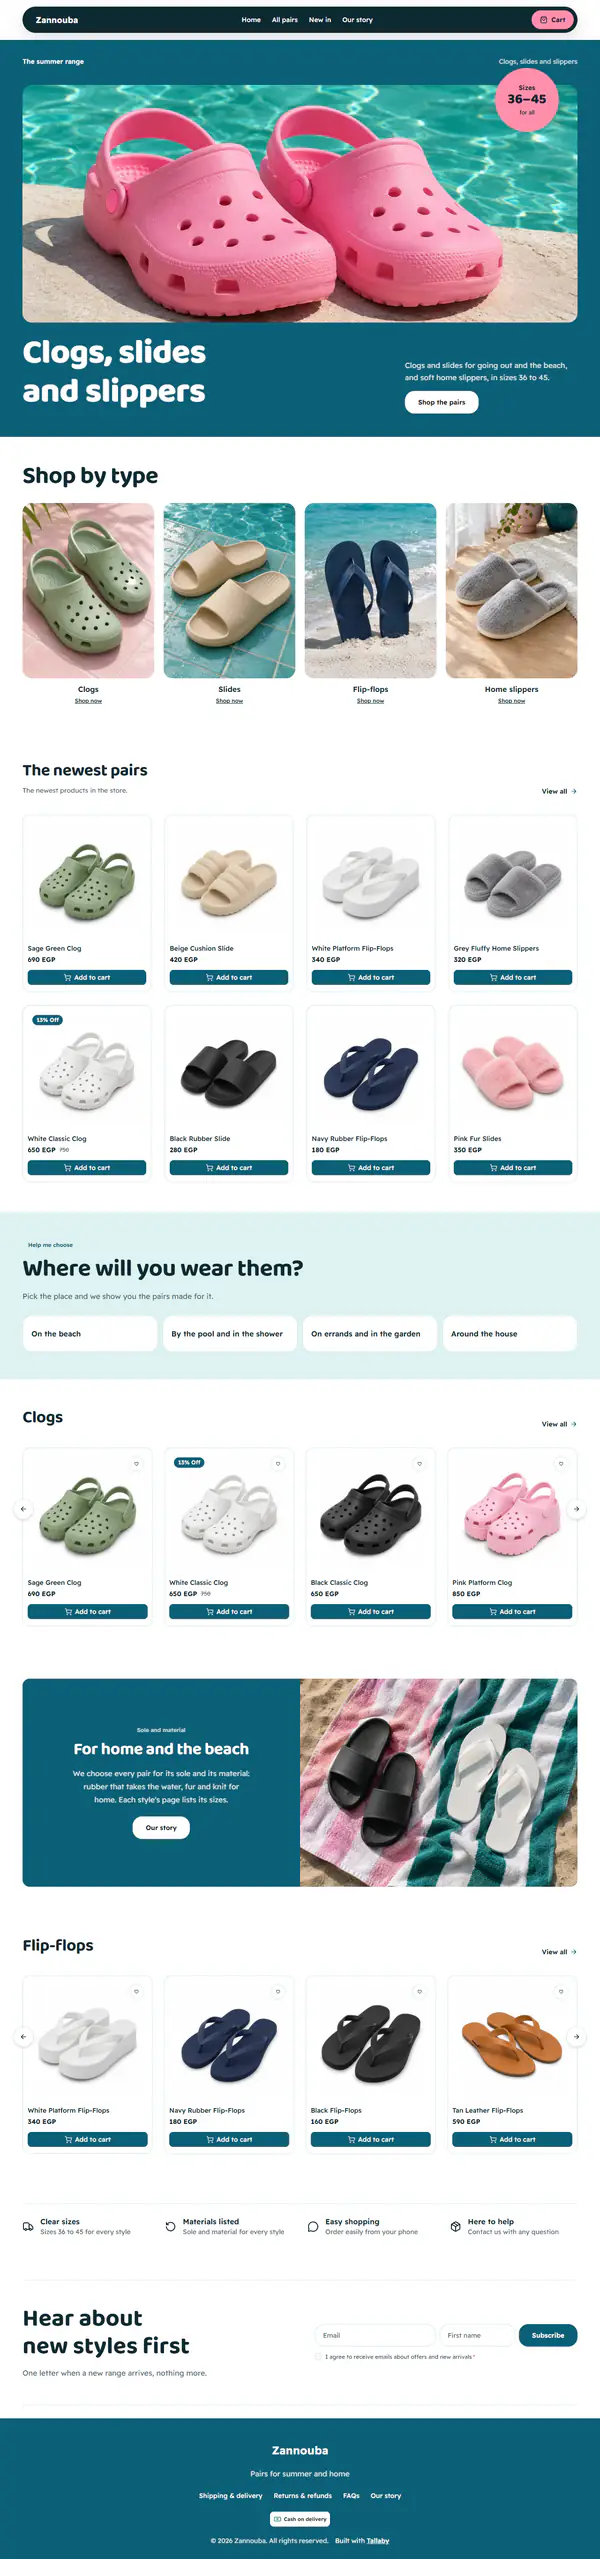 Zannouba
Home All pairs New in Our story
Cart
The summer range
Clogs, slides and slippers
Sizes
36–45
for all
Clogs, slides
and slippers
Clogs and slides for going out and the beach,
and soft home slippers, in sizes 36 to 45.
Shop the pairs
Shop by type
Clogs
Shop now
Slides
Shop now
Flip-flops
Shop now
Home slippers
Shop now
The newest pairs
The newest products in the store.
View all →
Sage Green Clog
690 EGP
Add to cart
Beige Cushion Slide
420 EGP
Add to cart
White Platform Flip-Flops
340 EGP
Add to cart
Grey Fluffy Home Slippers
320 EGP
Add to cart
13% Off
White Classic Clog
650 EGP 750
Add to cart
Black Rubber Slide
280 EGP
Add to cart
Navy Rubber Flip-Flops
180 EGP
Add to cart
Pink Fur Slides
350 EGP
Add to cart
Help me choose
Where will you wear them?
Pick the place and we show you the pairs made for it.
On the beach
By the pool and in the shower
On errands and in the garden
Around the house
Clogs
View all →
Sage Green Clog
690 EGP
Add to cart
13% Off
White Classic Clog
650 EGP 750
Add to cart
Black Classic Clog
650 EGP
Add to cart
Pink Platform Clog
850 EGP
Add to cart
Sole and material
For home and the beach
We choose every pair for its sole and its material:
rubber that takes the water, fur and knit for
home. Each style's page lists its sizes.
Our story
Flip-flops
View all →
White Platform Flip-Flops
340 EGP
Add to cart
Navy Rubber Flip-Flops
180 EGP
Add to cart
Black Flip-Flops
160 EGP
Add to cart
Tan Leather Flip-Flops
590 EGP
Add to cart
Clear sizes
Sizes 36 to 45 for every style
Materials listed
Sole and material for every style
Easy shopping
Order easily from your phone
Here to help
Contact us with any question
Hear about
new styles first
One letter when a new range arrives, nothing more.
Email
First name
Subscribe
I agree to receive emails about offers and new arrivals *
Zannouba
Pairs for summer and home
Shipping & delivery Returns & refunds FAQs Our story
Cash on delivery
© 2026 Zannouba. All rights reserved. Built with Tallaby